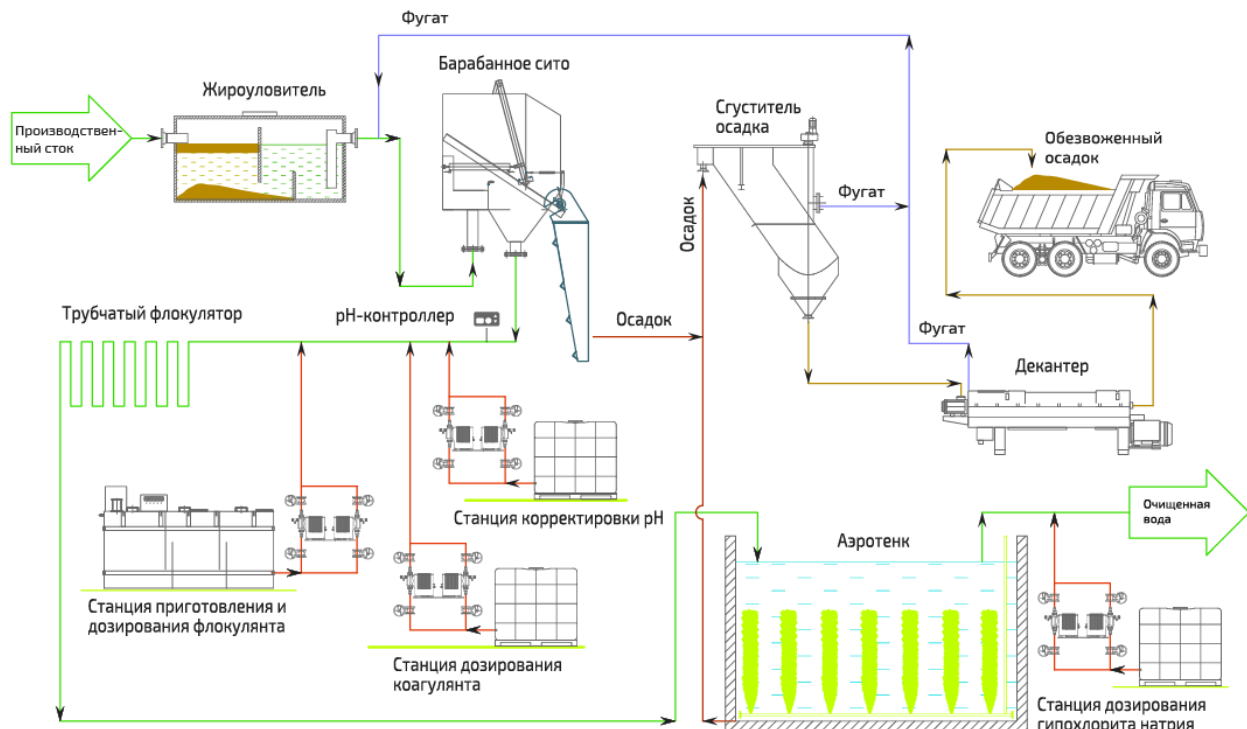 Фугат
Барабанное сито
Жироуловитель
Производствен-
ный сток
Сгуститель
осадка
Обезвоженный
осадок
Фугат
Осадок
Трубчатый флокулятор
pH-контроллер
Осадок
Фугат
Декантер
Станция корректировки pH
Очищенная
вода
Аэротенк
Станция приготовления и
дозирования флокулянта
Станция дозирования
коагулянта
Станция дозирования
гипохлорита натрия